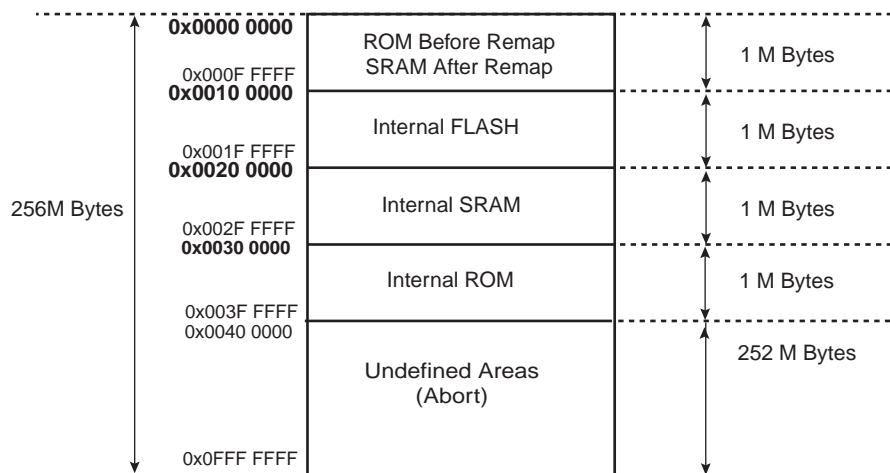 0x0000 0000
ROM Before Remap
SRAM After Remap
1 M Bytes
0x000F FFFF
0x0010 0000
Internal FLASH
1 M Bytes
0x001F FFFF
0x0020 0000
256M Bytes
Internal SRAM
1 M Bytes
0x002F FFFF
0x0030 0000
Internal ROM
1 M Bytes
0x003F FFFF
0x0040 0000
252 M Bytes
Undefined Areas
(Abort)
0x0FFF FFFF